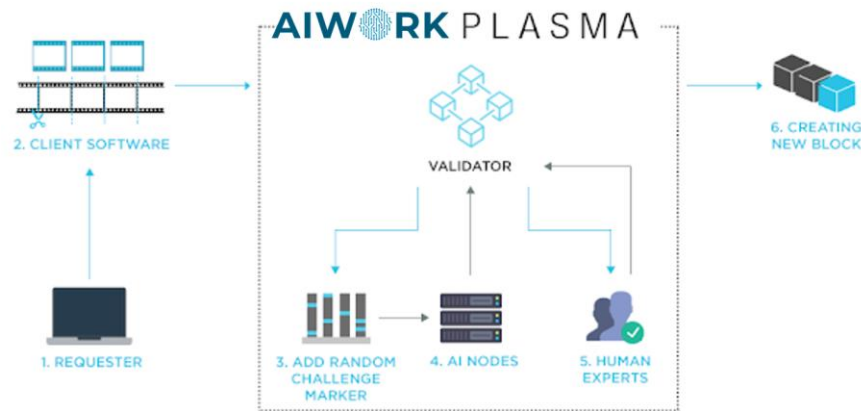 AIWORK PLASMA
2. CLIENT SOFTWARE
VALIDATOR
6. CREATING
NEW BLOCK
1. REQUESTER
3. ADD RANDOM
CHALLENGE
MARKER
4. AI NODES
5. HUMAN
EXPERTS